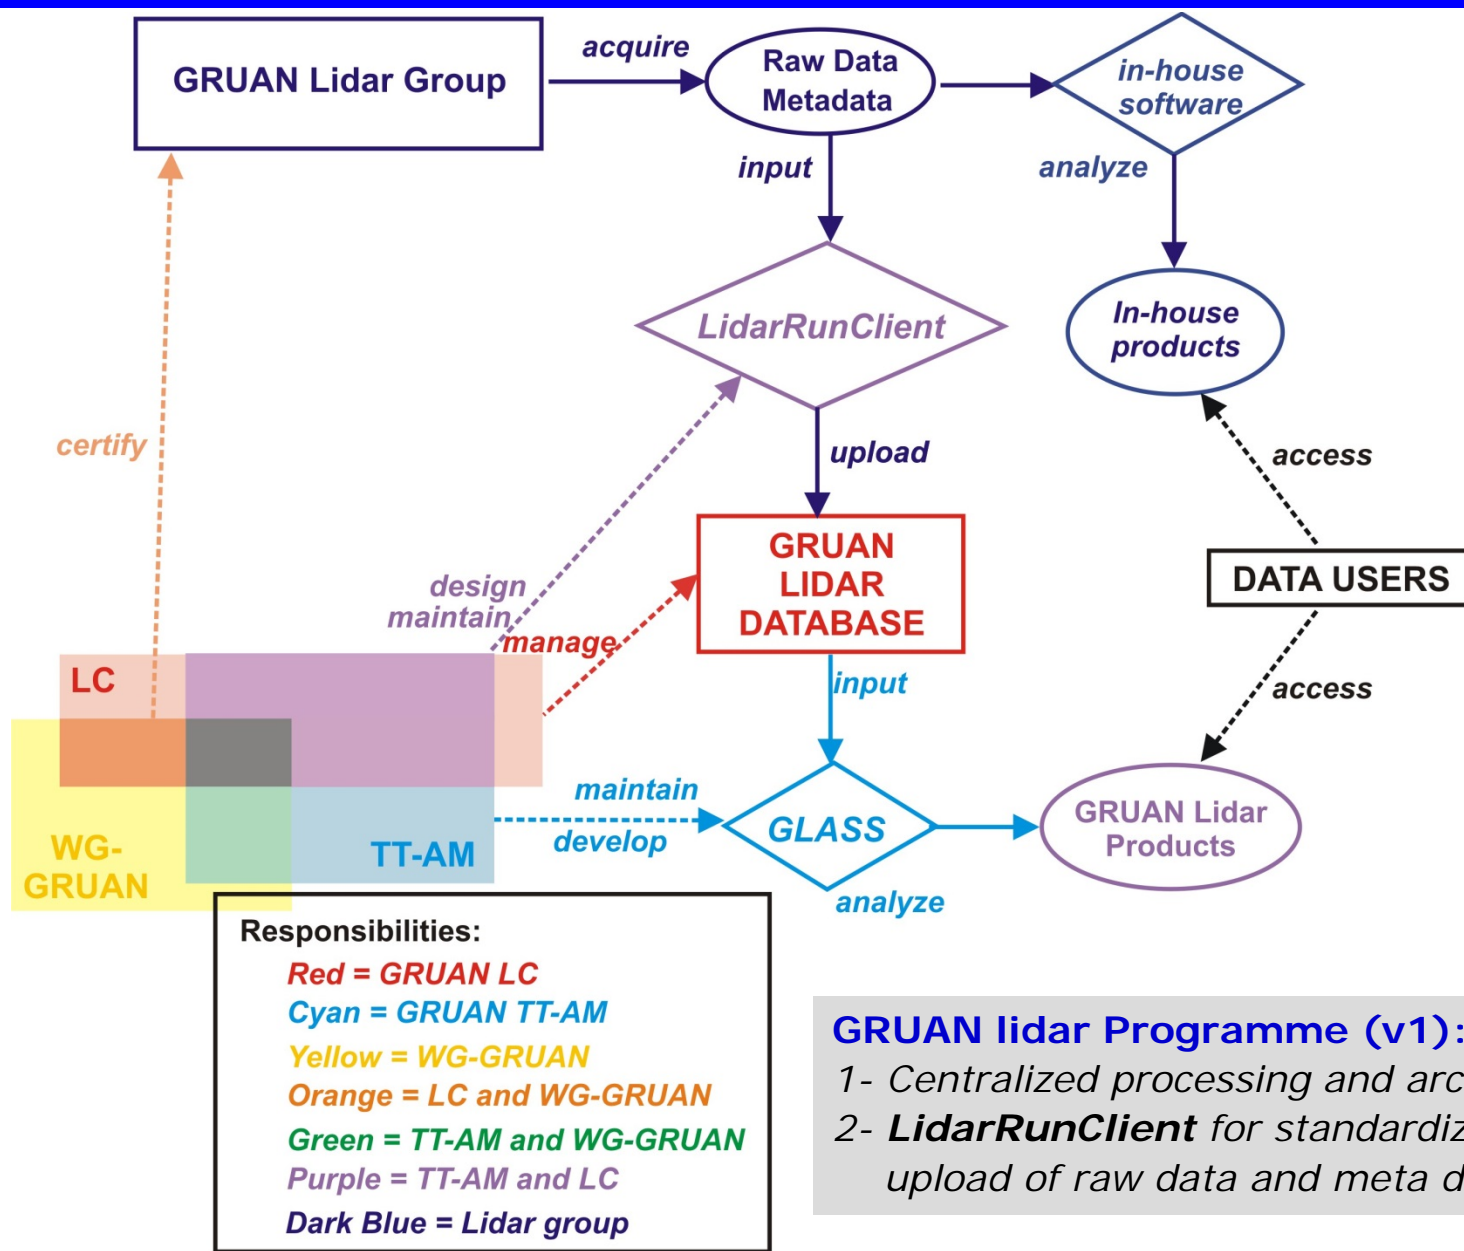 GRUAN Lidar Group
acquire
Raw Data
Metadata
in-house
software
input
analyze
LidarRunClient
In-house
products
certify
upload
access
GRUAN
LIDAR
DATABASE
DATA USERS
design
maintain
manage
LC
input
access
maintain
develop
GLASS
analyze
GRUAN Lidar
Products
WG-
GRUAN
TT-AM
Responsibilities:
Red = GRUAN LC
Cyan = GRUAN TT-AM
Yellow = WG-GRUAN
Orange = LC and WG-GRUAN
Green = TT-AM and WG-GRUAN
Purple = TT-AM and LC
Dark Blue = Lidar group
GRUAN lidar Programme (v1):
1- Centralized processing and
2- LidarRunClient for
upload of raw data and meta